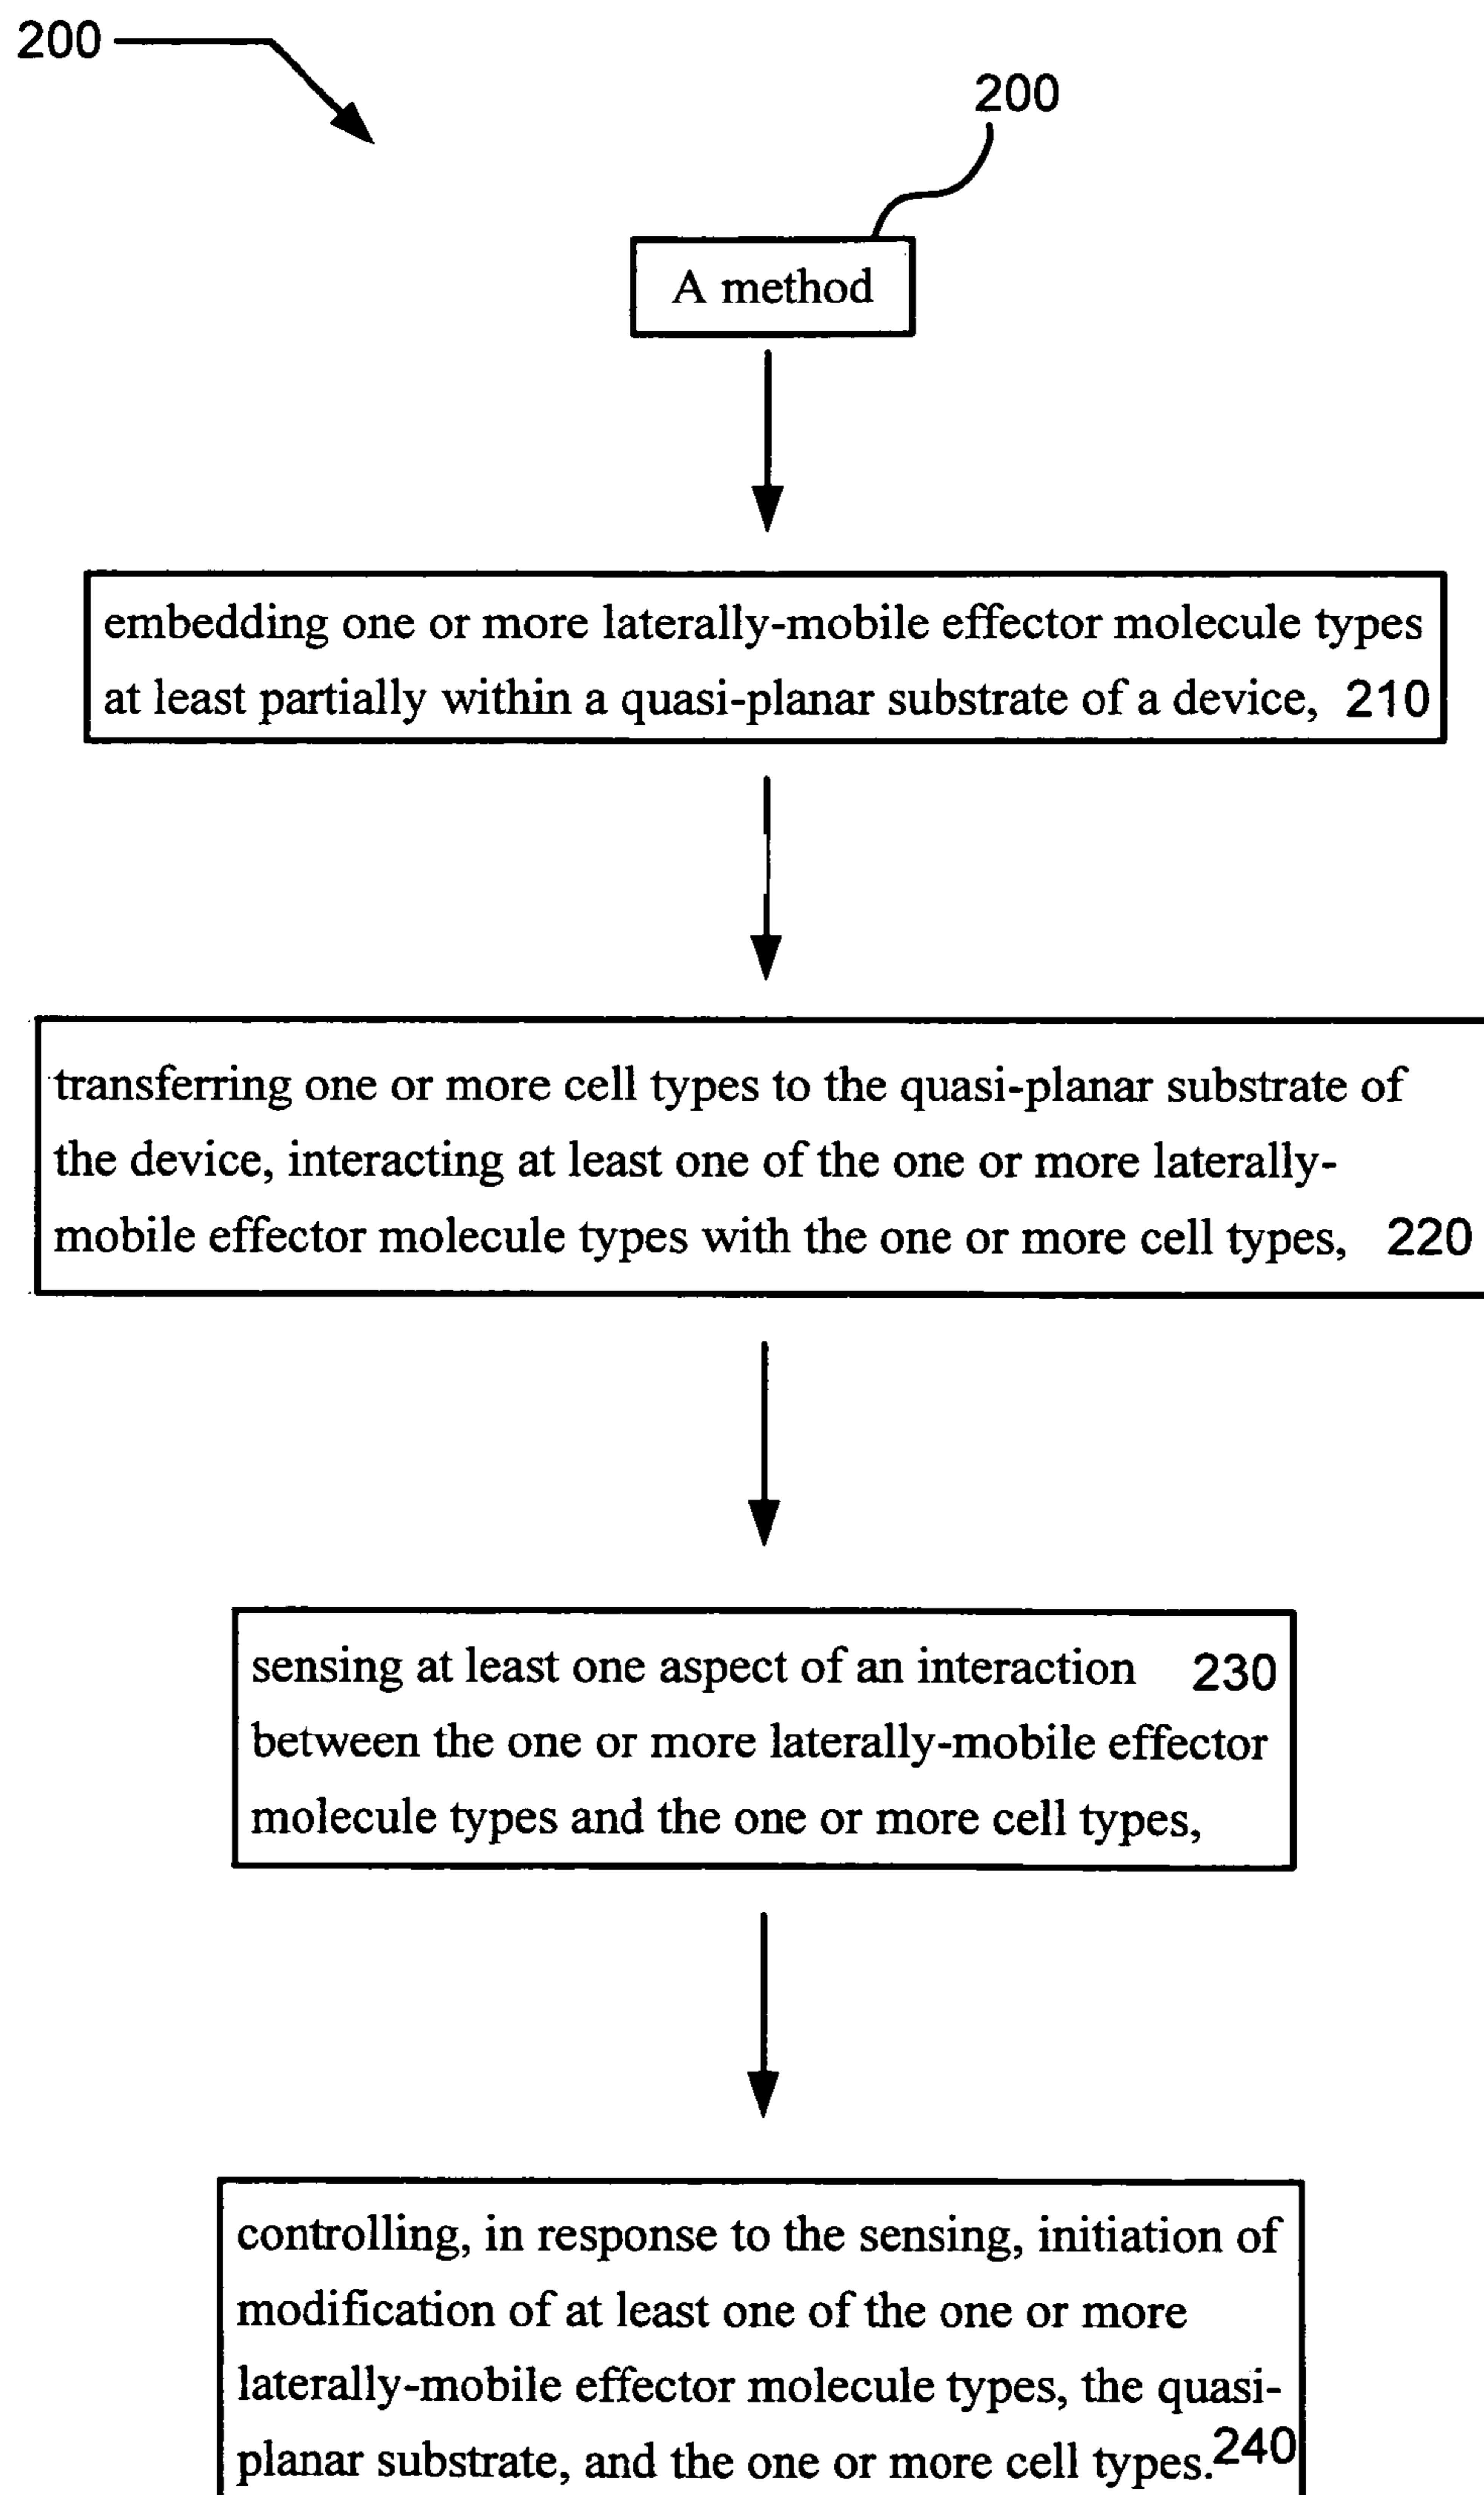 200
200
A method
embedding one or more laterally-mobile effector molecule types
at least partially within a quasi-planar substrate of a device, 210
transferring one or more cell types to the quasi-planar substrate of
the device, interacting at least one of the one or more laterally-
mobile effector molecule types with the one or more cell types, 220
sensing at least one aspect of an interaction 230
between the one or more laterally-mobile effector
molecule types and the one or more cell types,
controlling, in response to the sensing, initiation of
modification of at least one of the one or more
laterally-mobile effector molecule types, the quasi-
planar substrate, and the one or more cell types. 240